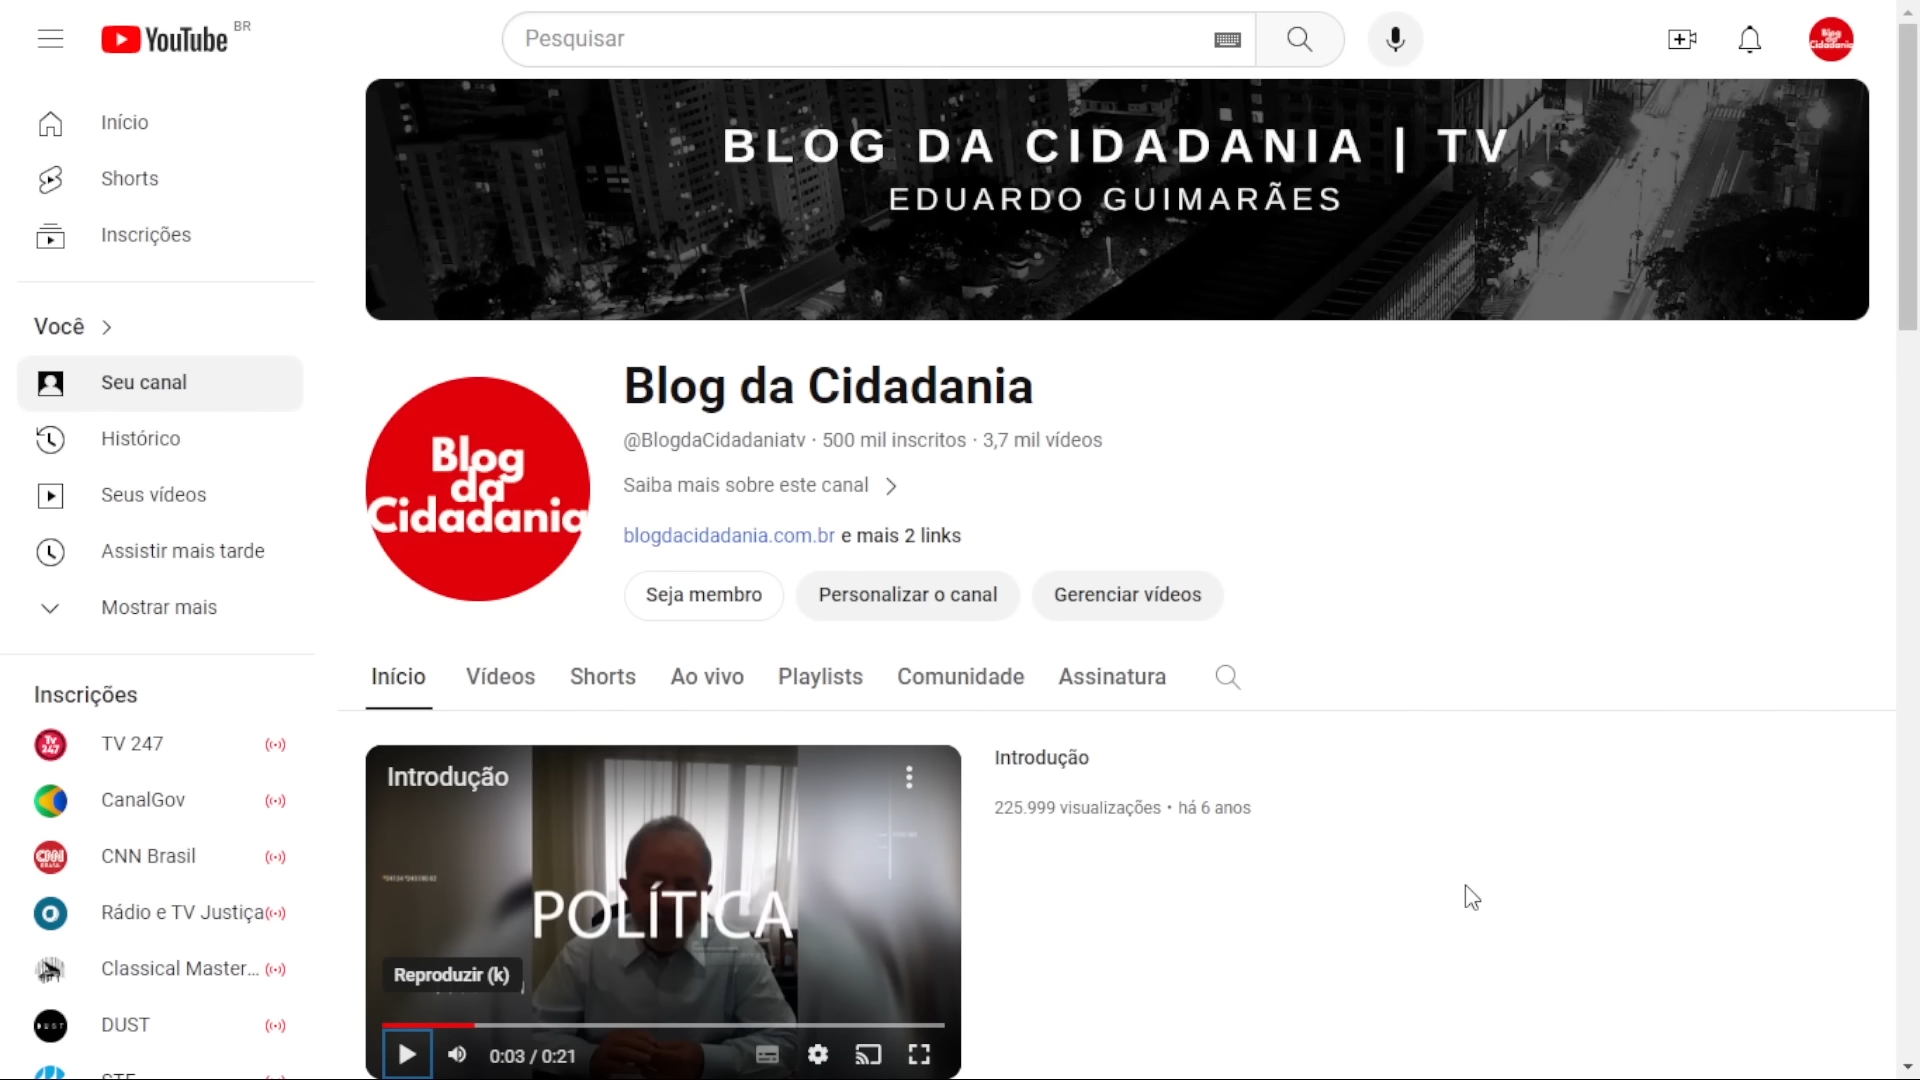 YouTube BR
Pesquisar
Início
Shorts
Inscrições
Você
Seu canal
Histórico
Seus vídeos
Assistir mais tarde
Mostrar mais
Inscrições
TV 247
CanalGov
CNN Brasil
Rádio e TV Justiça
Classical Master...
DUST
BLOG DA CIDADANIA | TV
EDUARDO GUIMARÃES
Blog
da
Cidadania
Blog da Cidadania
@BlogdaCidadaniatv · 500 mil inscritos · 3,7 mil vídeos
Saiba mais sobre este canal
blogdacidadania.com.br e mais 2 links
Seja membro
Personalizar o canal
Gerenciar vídeos
Início
Vídeos
Shorts
Ao vivo
Playlists
Comunidade
Assinatura
Introdução
POLÍTICA
Reproduzir (k)
0:03 / 0:21
Introdução
225.999 visualizações • há 6 anos